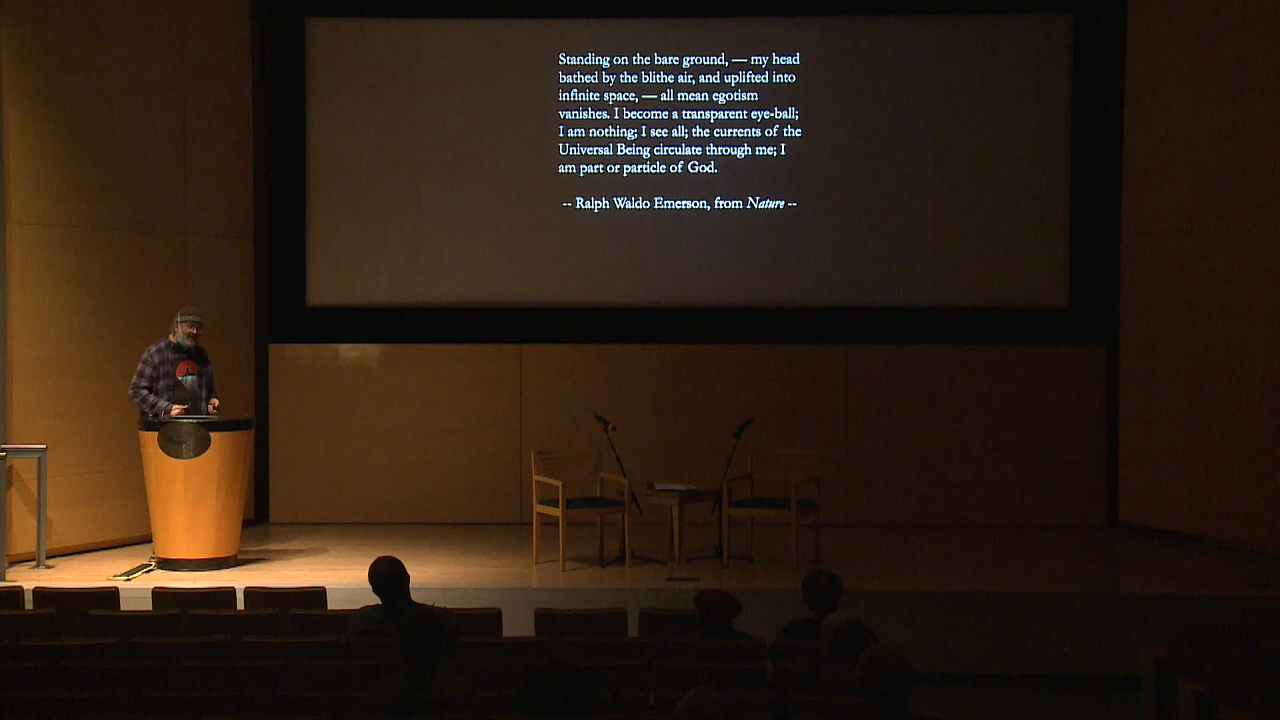 Standing on the bare ground, — my head
bathed by the blithe air, and uplifted into
infinite space, — all mean egotism
vanishes. I become a transparent eye-ball;
I am nothing; I see all; the currents of the
Universal Being circulate through me; I
am part or particle of God.
-- Ralph Waldo Emerson, from Nature --